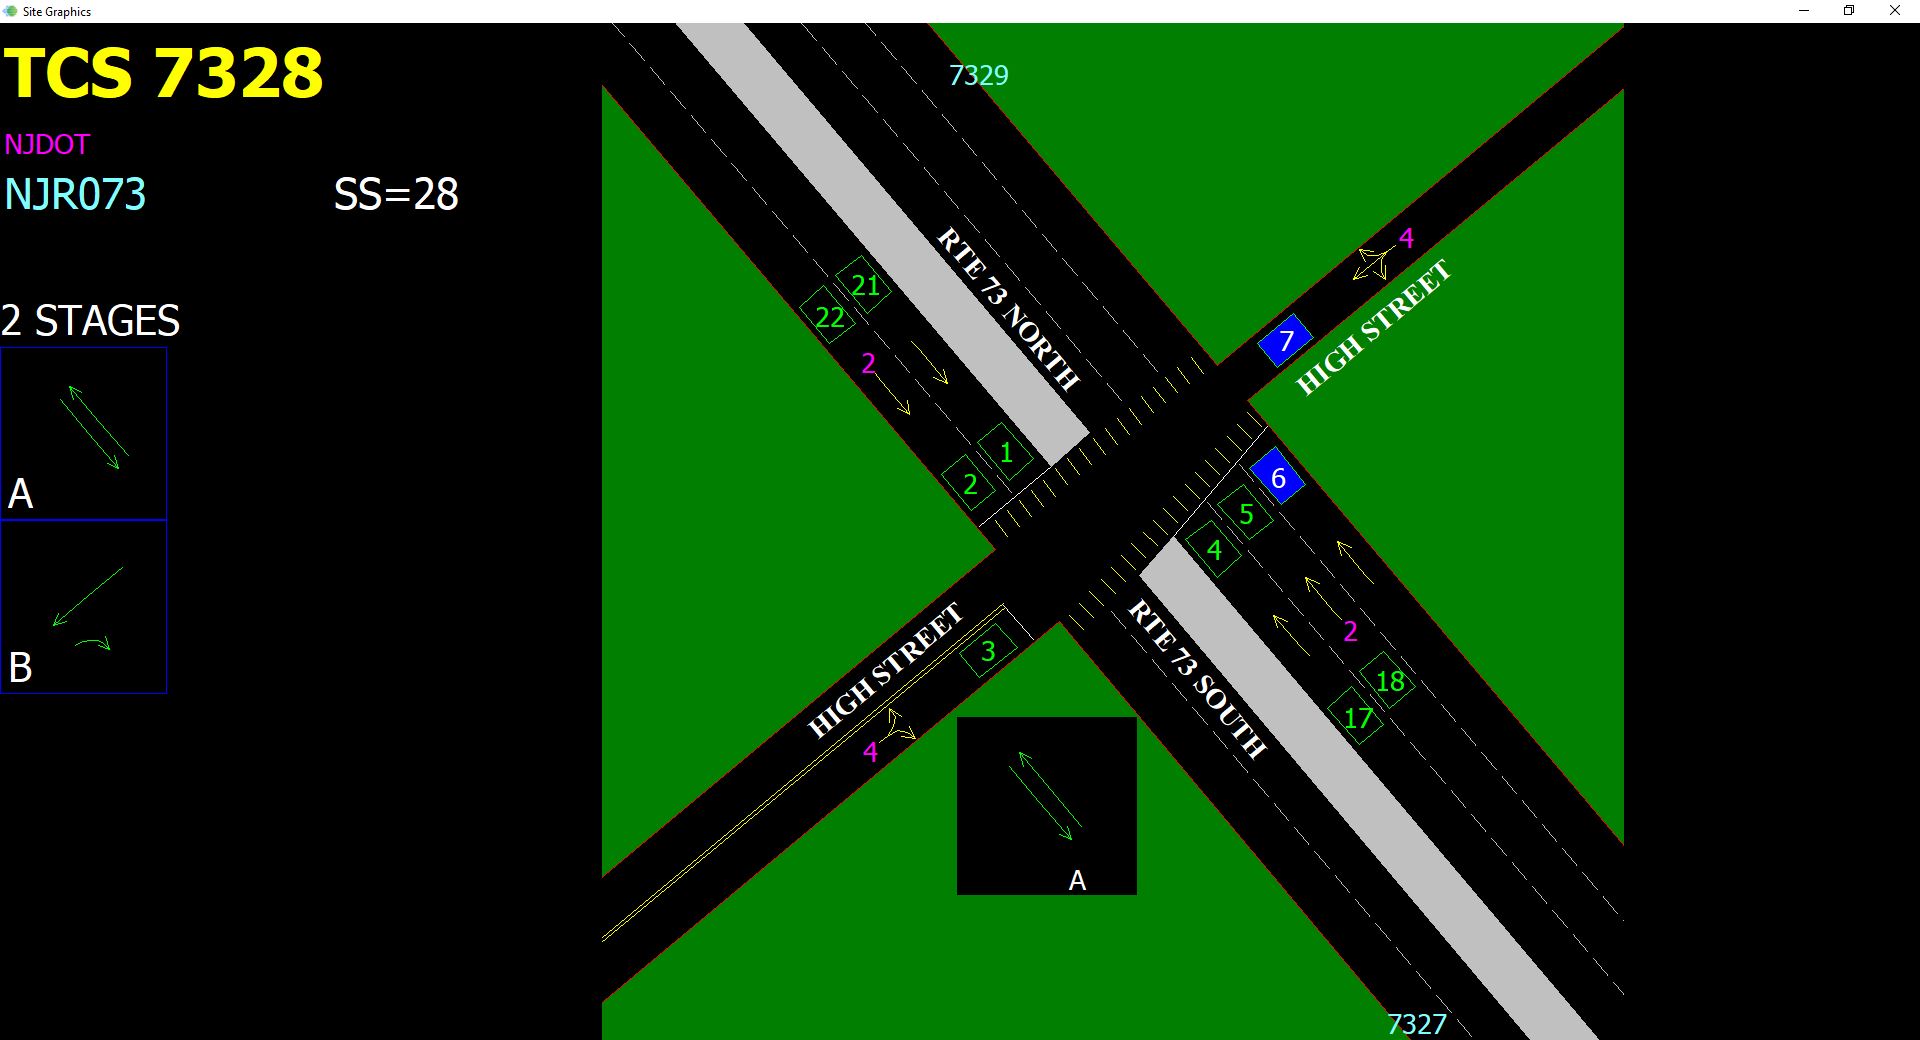 Site Graphics
TCS 7328
NJDOT
NJR073
SS=28
2 STAGES
A
B
7329
4
7
HIGH STREET
RTE 73 NORTH
21
22
2
1
2
6
5
4
2
18
17
RTE 73 SOUTH
HIGH STREET
3
4
A
7327